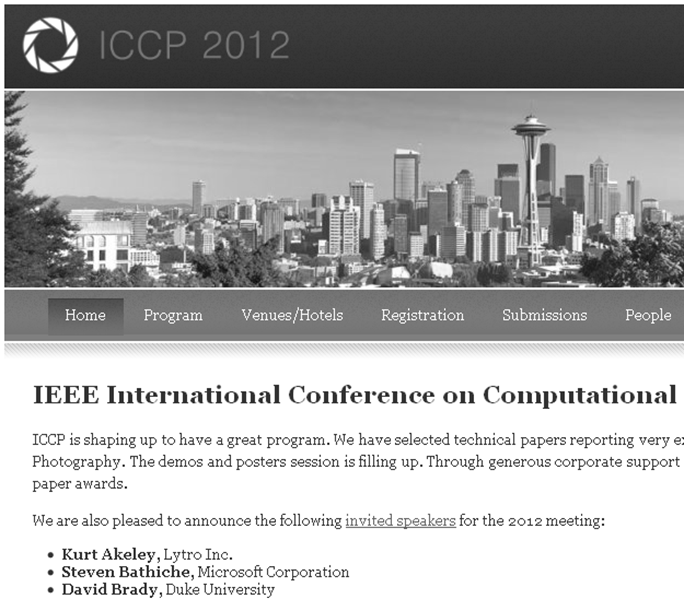 ICCP 2012
Home Program Venues/Hotels Registration Submissions People
IEEE International Conference on Computational
ICCP is shaping up to have a great program. We have selected technical papers reporting very
Photography. The demos and posters session is filling up. Through generous corporate support
paper awards.
We are also pleased to announce the following invited speakers for the 2012 meeting:
• Kurt Akeley, Lytro Inc.
• Steven Bathiche, Microsoft Corporation
• David Brady, Duke University